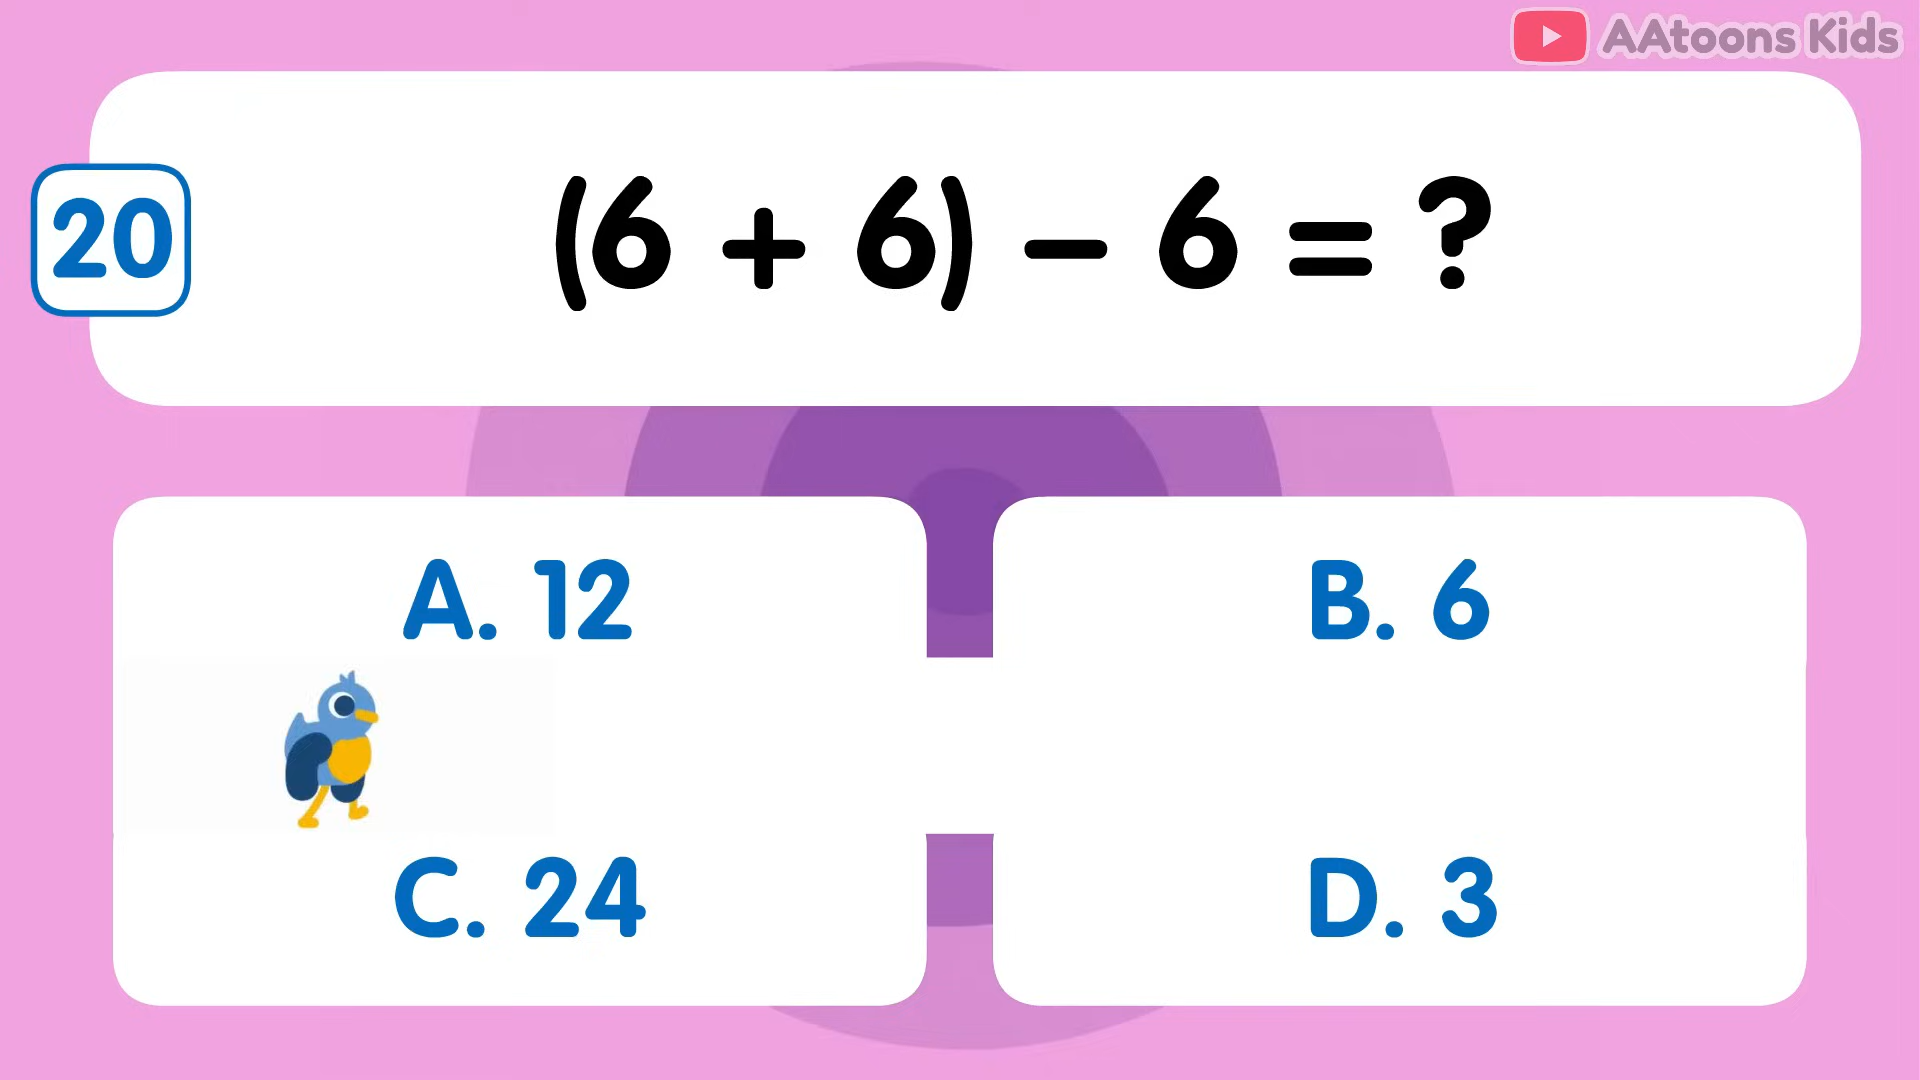 AAtoons Kids
20
(6 + 6) – 6 = ?
A. 12
B. 6
C. 24
D. 3